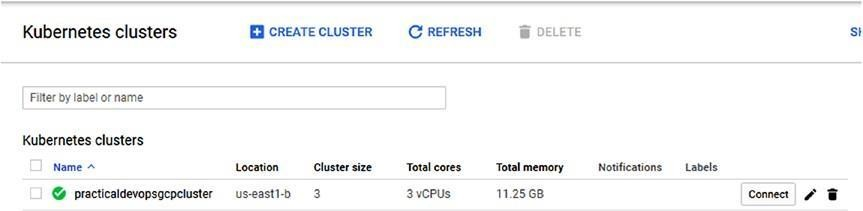 Kubernetes clusters CREATE CLUSTER REFRESH DELETE SH
Filter by label or name
Kubernetes clusters
Name Location Cluster size Total cores Total memory Notifications Labels
practicaldevopsgcpcluster us-east1-b 3 3 vCPUs 11.25 GB Connect